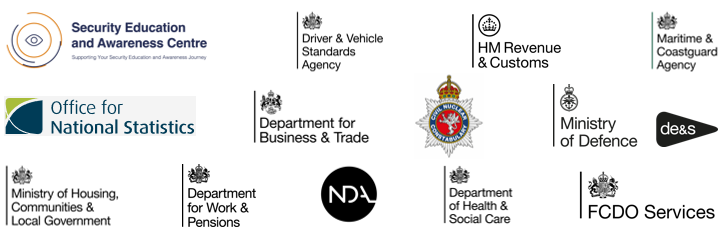 Security Education
and Awareness Centre
Supporting Your Security Education and Awareness Journey
Driver & Vehicle
Standards
Agency
HM Revenue
& Customs
Maritime &
Coastguard
Agency
Office for
National Statistics
Department for
Business & Trade
CIVIL NUCLEAR
CONSTABULARY
Ministry
of Defence
de&s
Ministry of Housing,
Communities &
Local Government
Department
for Work &
Pensions
NDA
Department
of Health &
Social Care
FCDO Services